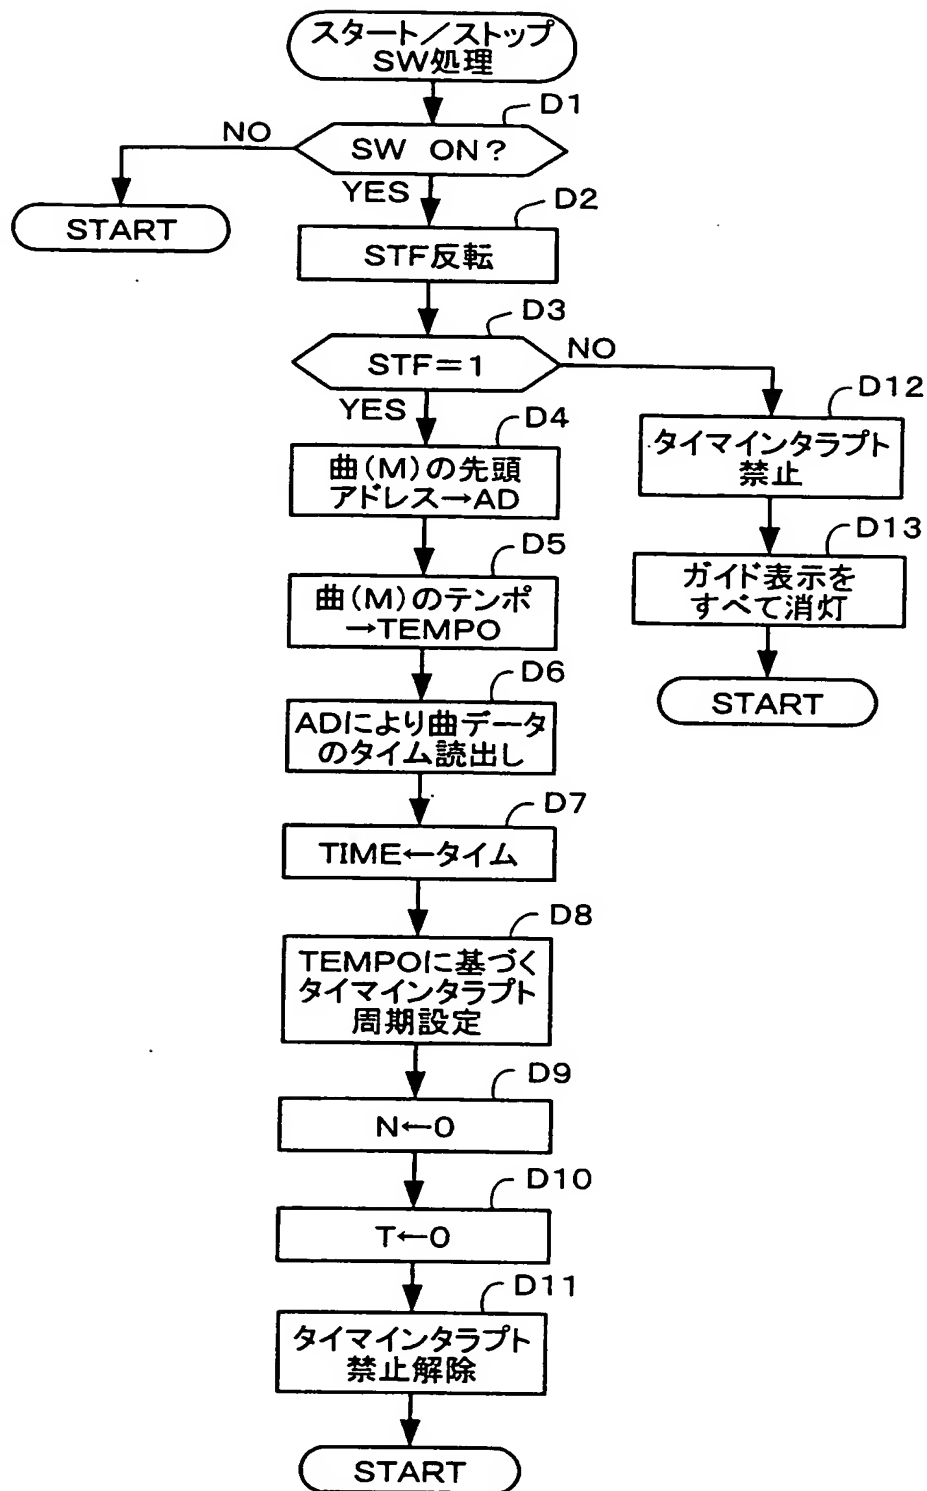 スタート／ストップ
SW処理
D1
NO
SW ON？
YES
START
D2
STF反転
D3
STF＝1
NO
YES
D4
曲(M)の先頭
アドレス→AD
D12
タイマインタラプト
禁止
D5
曲(M)のテンポ
→TEMPO
D13
ガイド表示を
すべて消灯
D6
ADにより曲データ
のタイム読出し
START
D7
TIME←タイム
D8
TEMPOに基づく
タイマインタラプト
周期設定
D9
N←0
D10
T←0
D11
タイマインタラプト
禁止解除
START